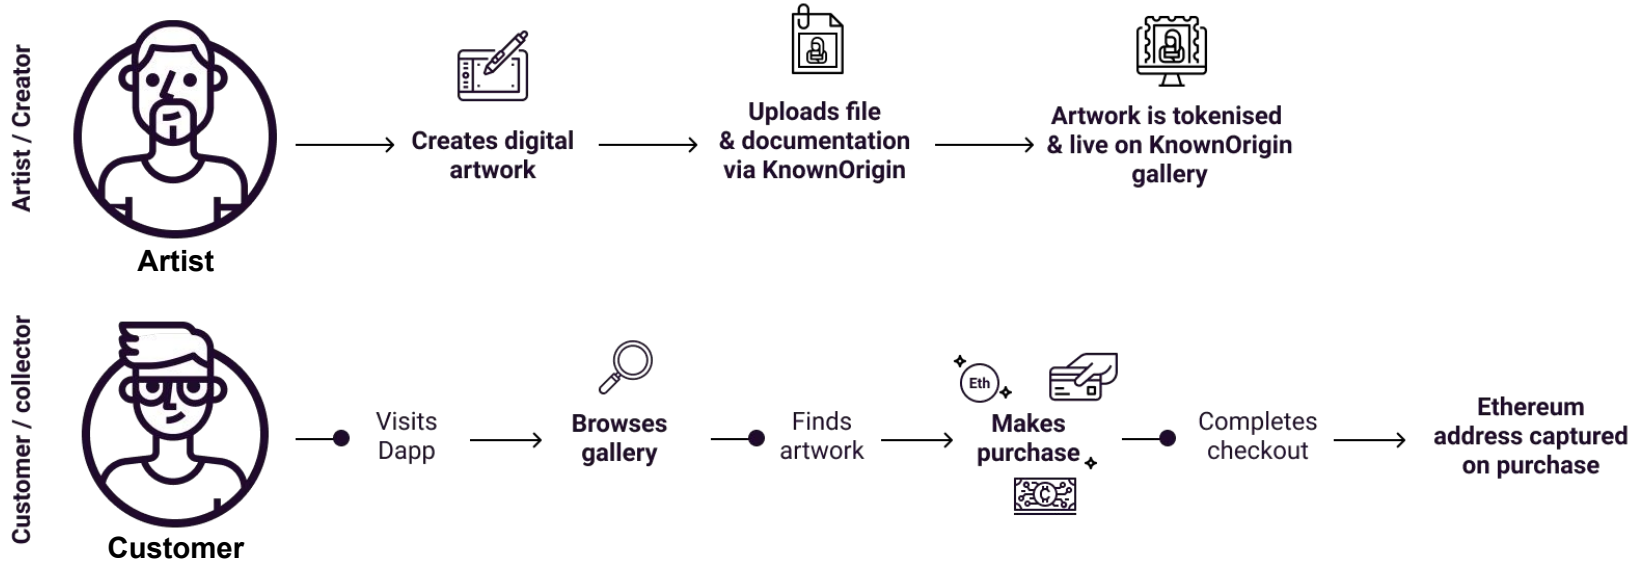 Artist / Creator
Artist
Creates digital
artwork
Uploads file
& documentation
via KnownOrigin
Artwork is tokenised
& live on KnownOrigin
gallery
Customer / collector
Customer
Visits
Dapp
Browses
gallery
Finds
artwork
Eth
Makes
purchase
Completes
checkout
Ethereum
address captured
on purchase